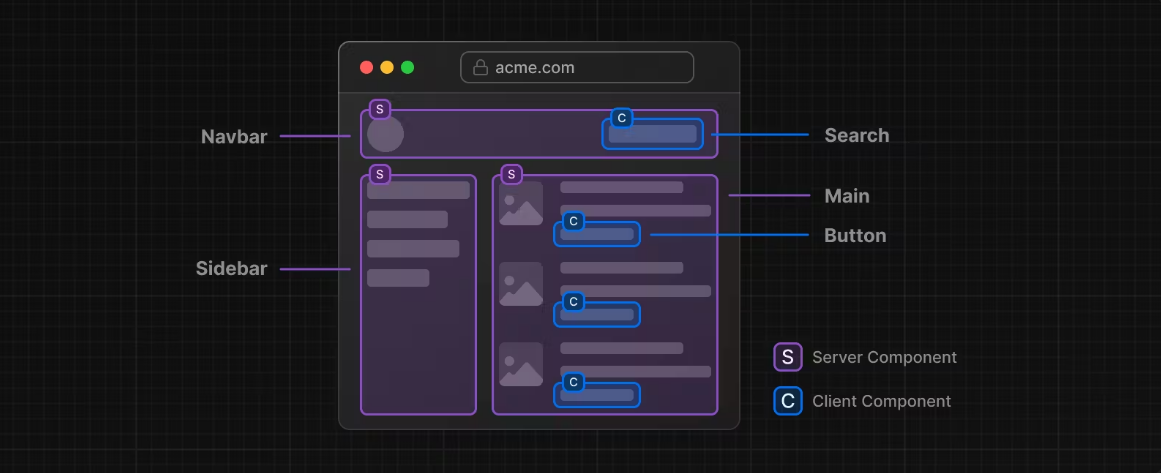 acme.com
S
C
Navbar
Search
S
S
Main
C
Button
Sidebar
C
C
S Server Component
C Client Component